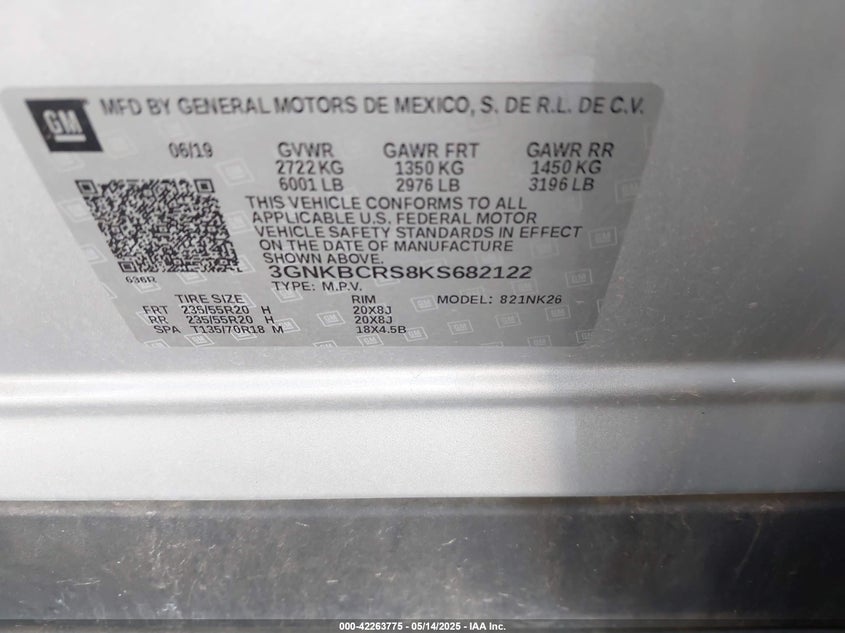 GM MFD BY GENERAL MOTORS DE MEXICO, S. DE R.L. DE C.V.
06/19 GVWR GAWR FRT GAWR RR
2722 KG 1350 KG 1450 KG
6001 LB 2976 LB 3196 LB
THIS VEHICLE CONFORMS TO ALL
APPLICABLE U.S. FEDERAL MOTOR
VEHICLE SAFETY STANDARDS IN EFFECT
ON THE DATE OF MANUFACTURE
SHOWN ABOVE.
636R 3GNKBCRS8KS682122
TYPE: M.P.V.
TIRE SIZE RIM MODEL: 821NK26
FRT 235/55R20 H 20X8J
RR 235/55R20 H 20X8J
SPA T135/70R18 M 18X4.5B
000-42263775 - 05/14/2025 - IAA Inc.